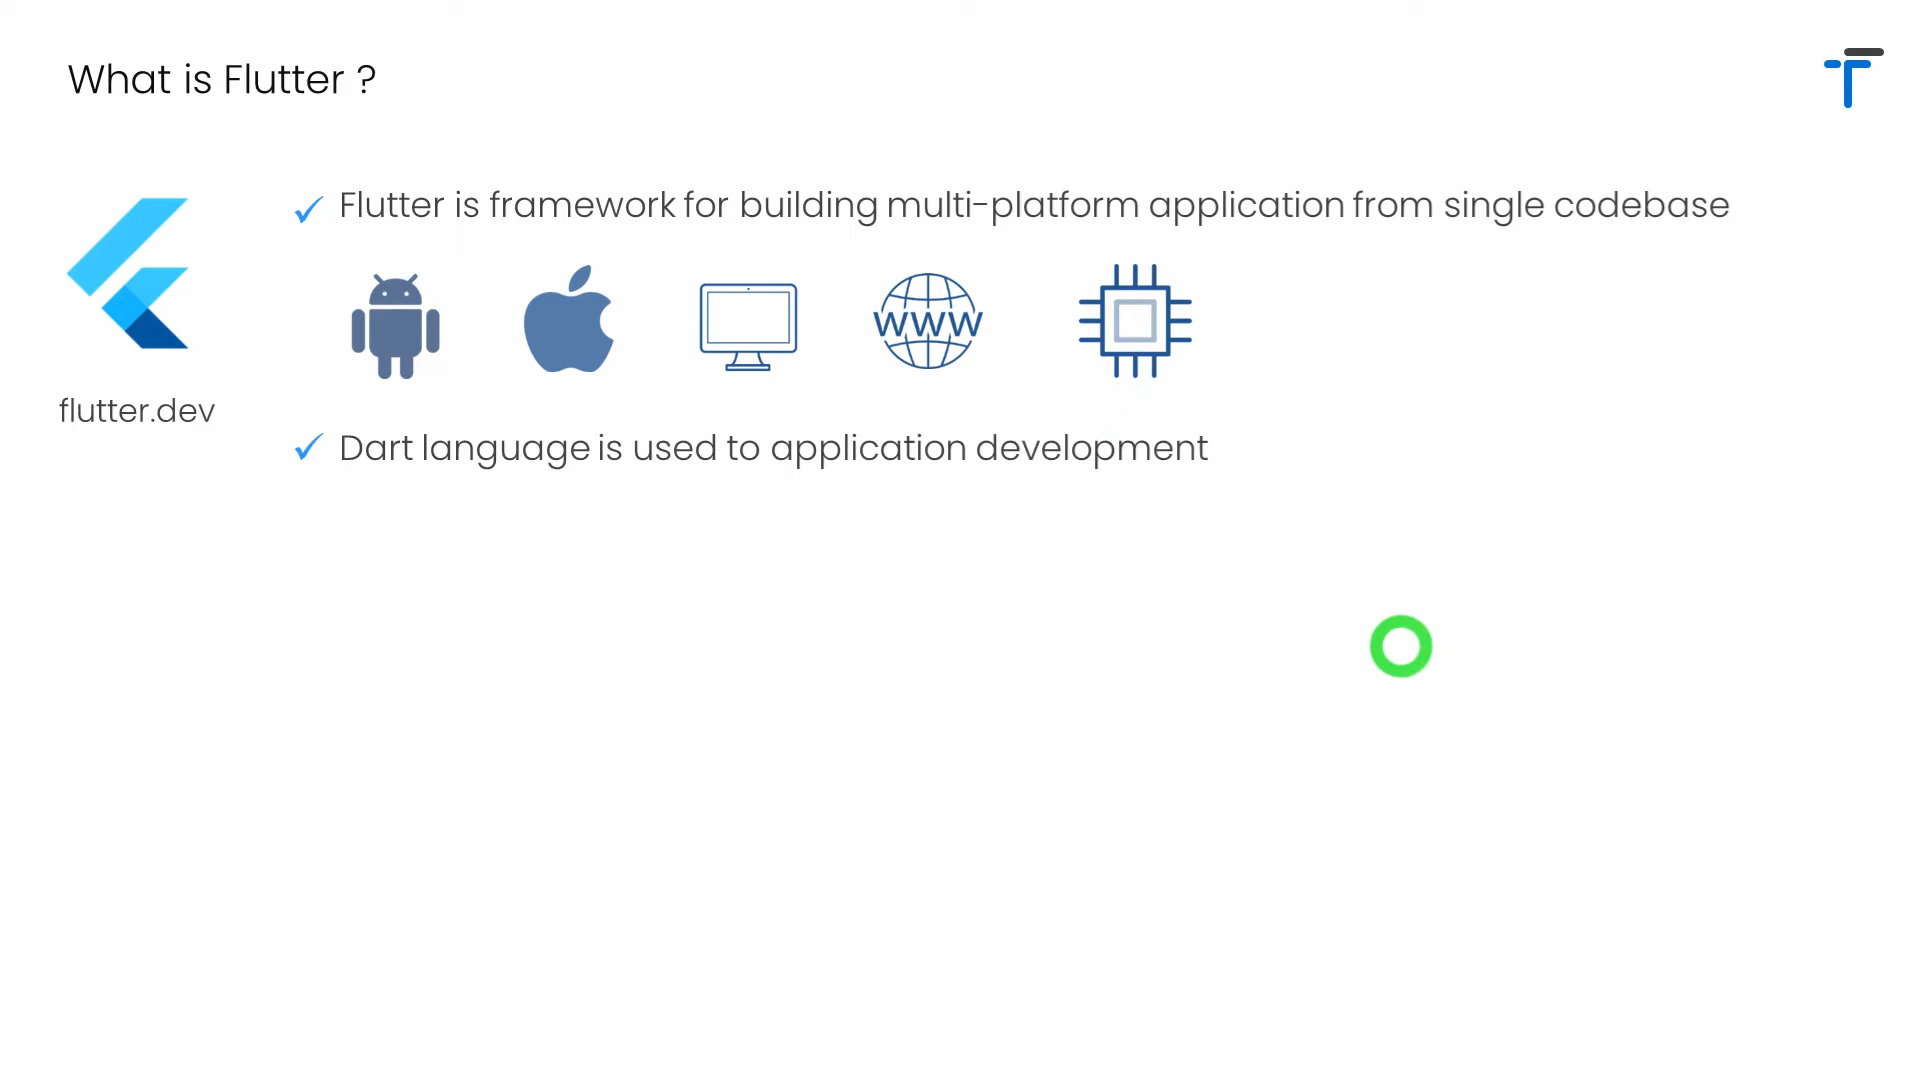 What is Flutter ?
Flutter is framework for building multi-platform application from single codebase
WWW
flutter.dev
Dart language is used to application development